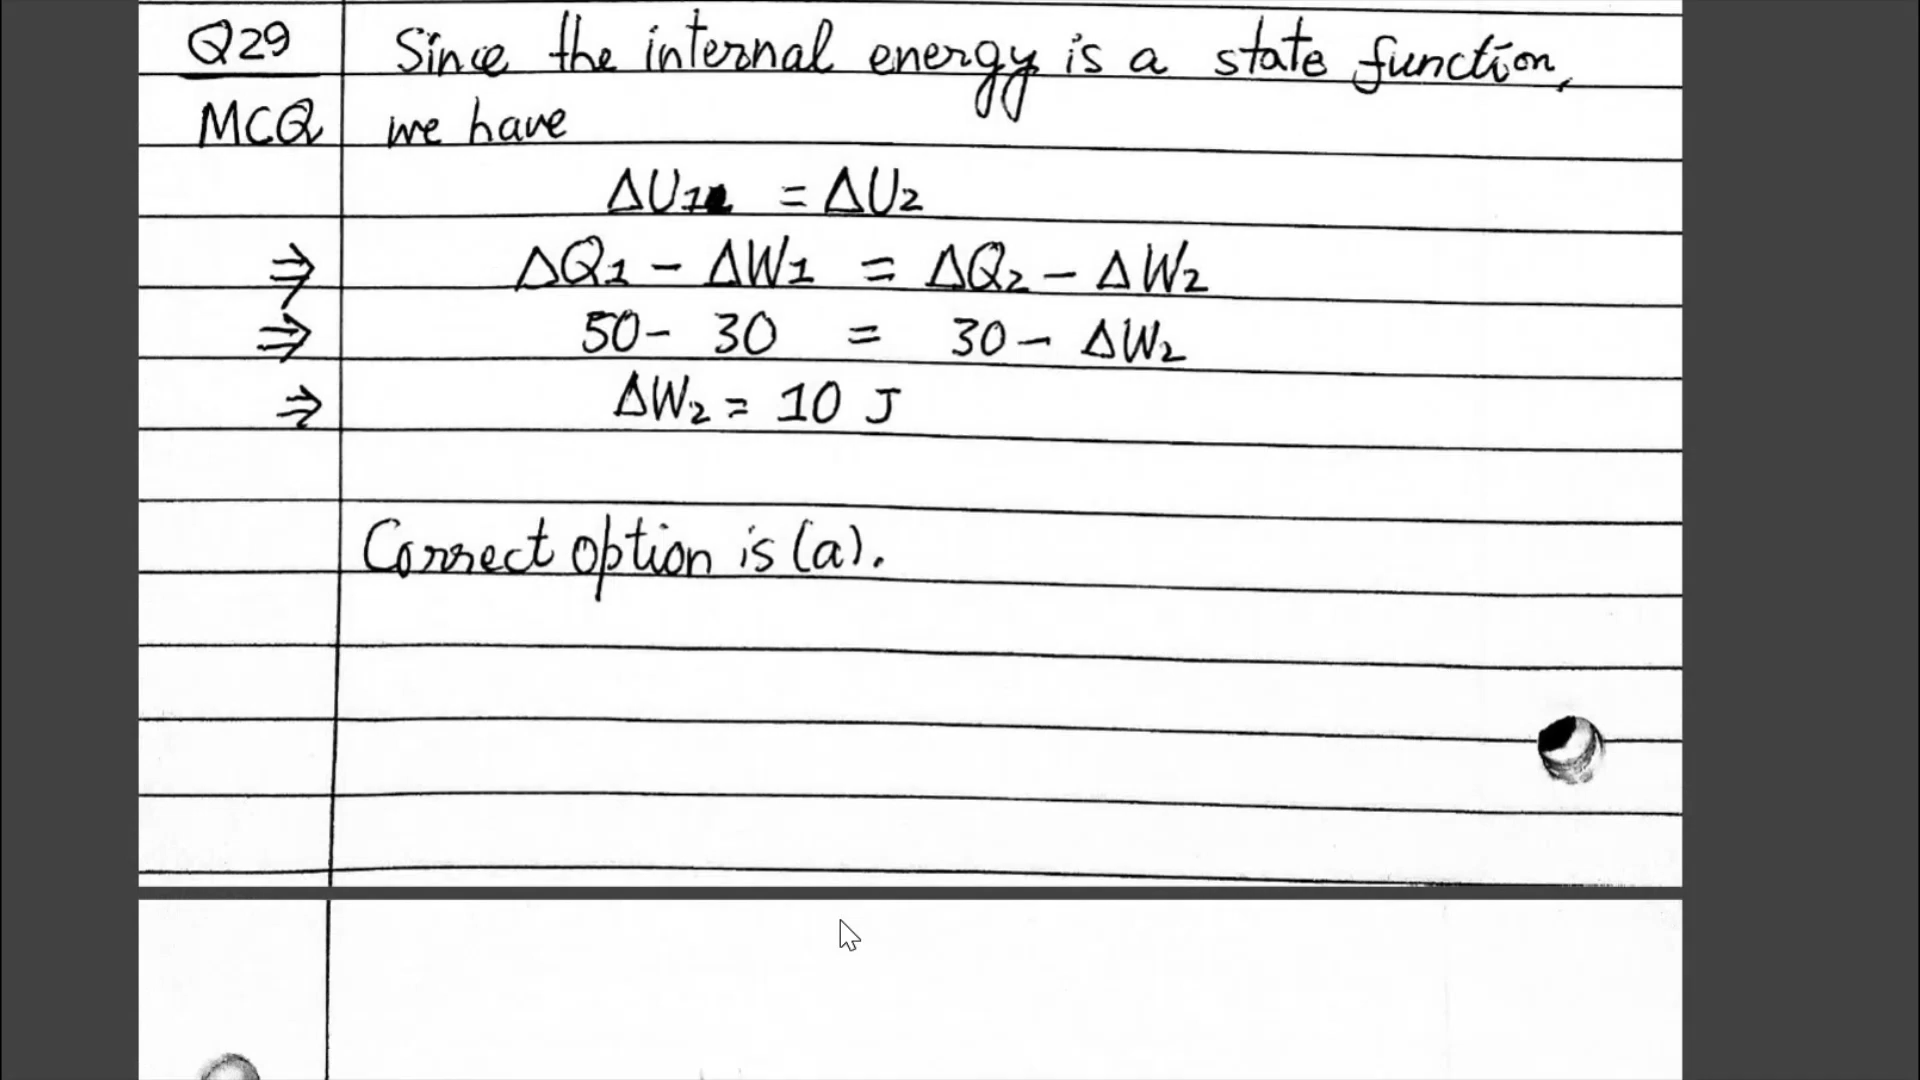 Q29 Since the internal energy is a state function,
MCQ we have
ΔU1 = ΔU2
⇒ ΔQ1 - ΔW1 = ΔQ2 - ΔW2
⇒ 50 - 30 = 30 - ΔW2
⇒ ΔW2 = 10 J
Correct option is (a).